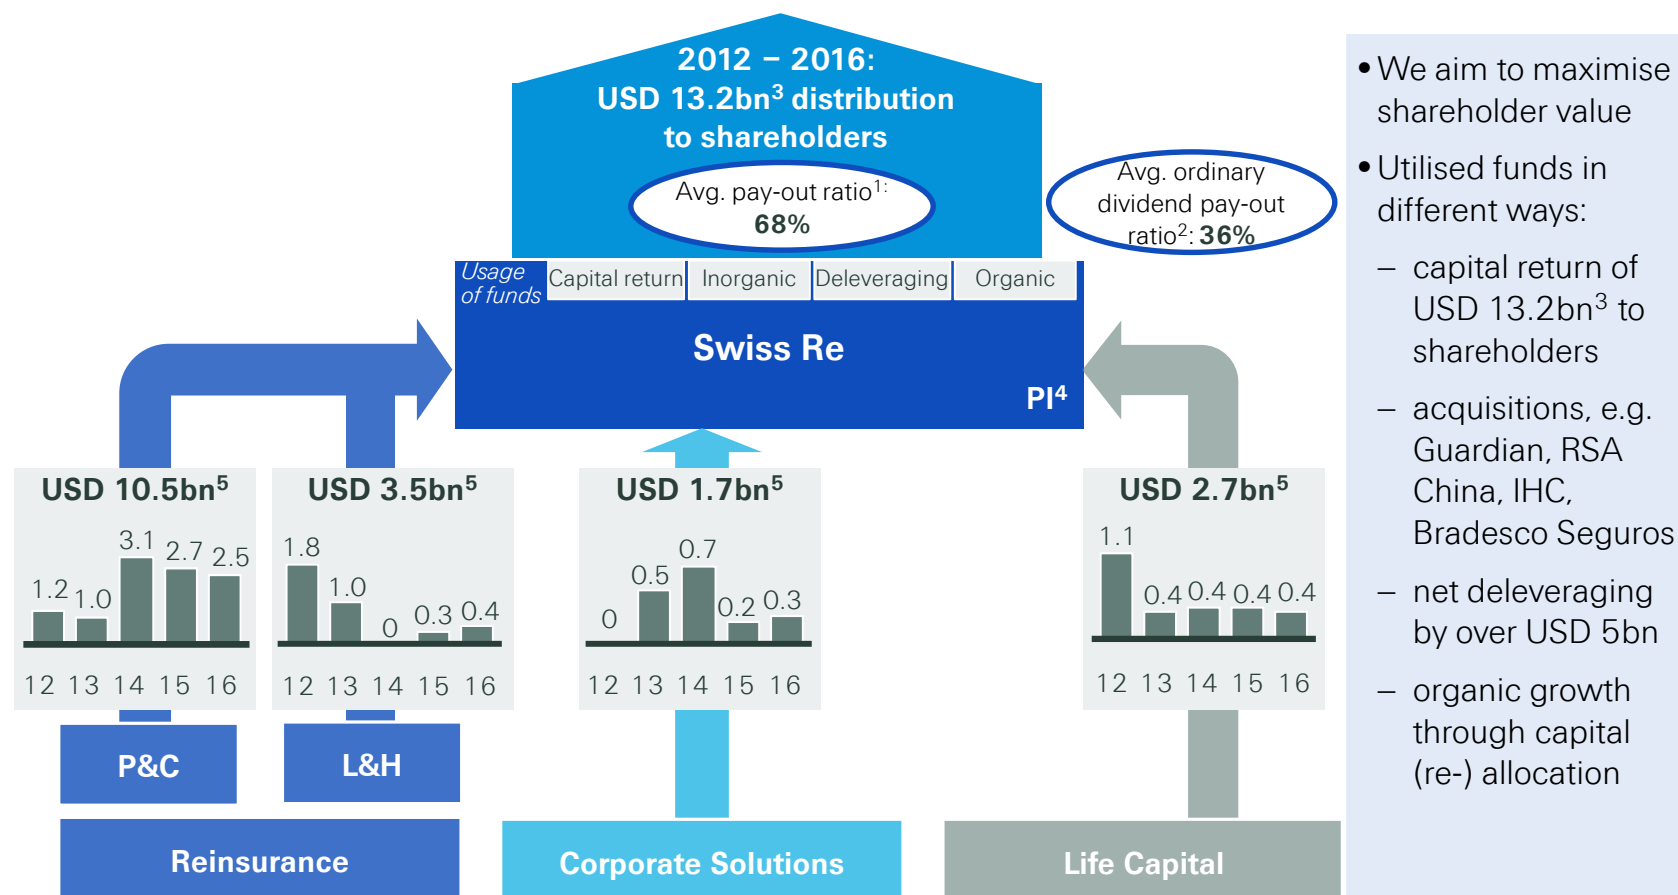 2012 – 2016:
USD 13.2bn³ distribution
to shareholders
Avg. pay-out ratio¹:
68%
Avg. ordinary
dividend pay-out
ratio²: 36%
Usage
of funds
Capital return
Inorganic
Deleveraging
Organic
Swiss Re
PI⁴
USD 10.5bn⁵
1.2 1.0 3.1 2.7 2.5
12 13 14 15 16
USD 3.5bn⁵
1.8 1.0 0 0.3 0.4
12 13 14 15 16
USD 1.7bn⁵
0 0.5 0.7 0.2 0.3
12 13 14 15 16
USD 2.7bn⁵
1.1 0.4 0.4 0.4 0.4
12 13 14 15 16
P&C
L&H
Reinsurance
Corporate Solutions
Life Capital
• We aim to maximise
shareholder value
• Utilised funds in
different ways:
– capital return of
USD 13.2bn³ to
shareholders
– acquisitions, e.g.
Guardian, RSA
China, IHC,
Bradesco Seguros
– net deleveraging
by over USD 5bn
– organic growth
through capital
(re-) allocation